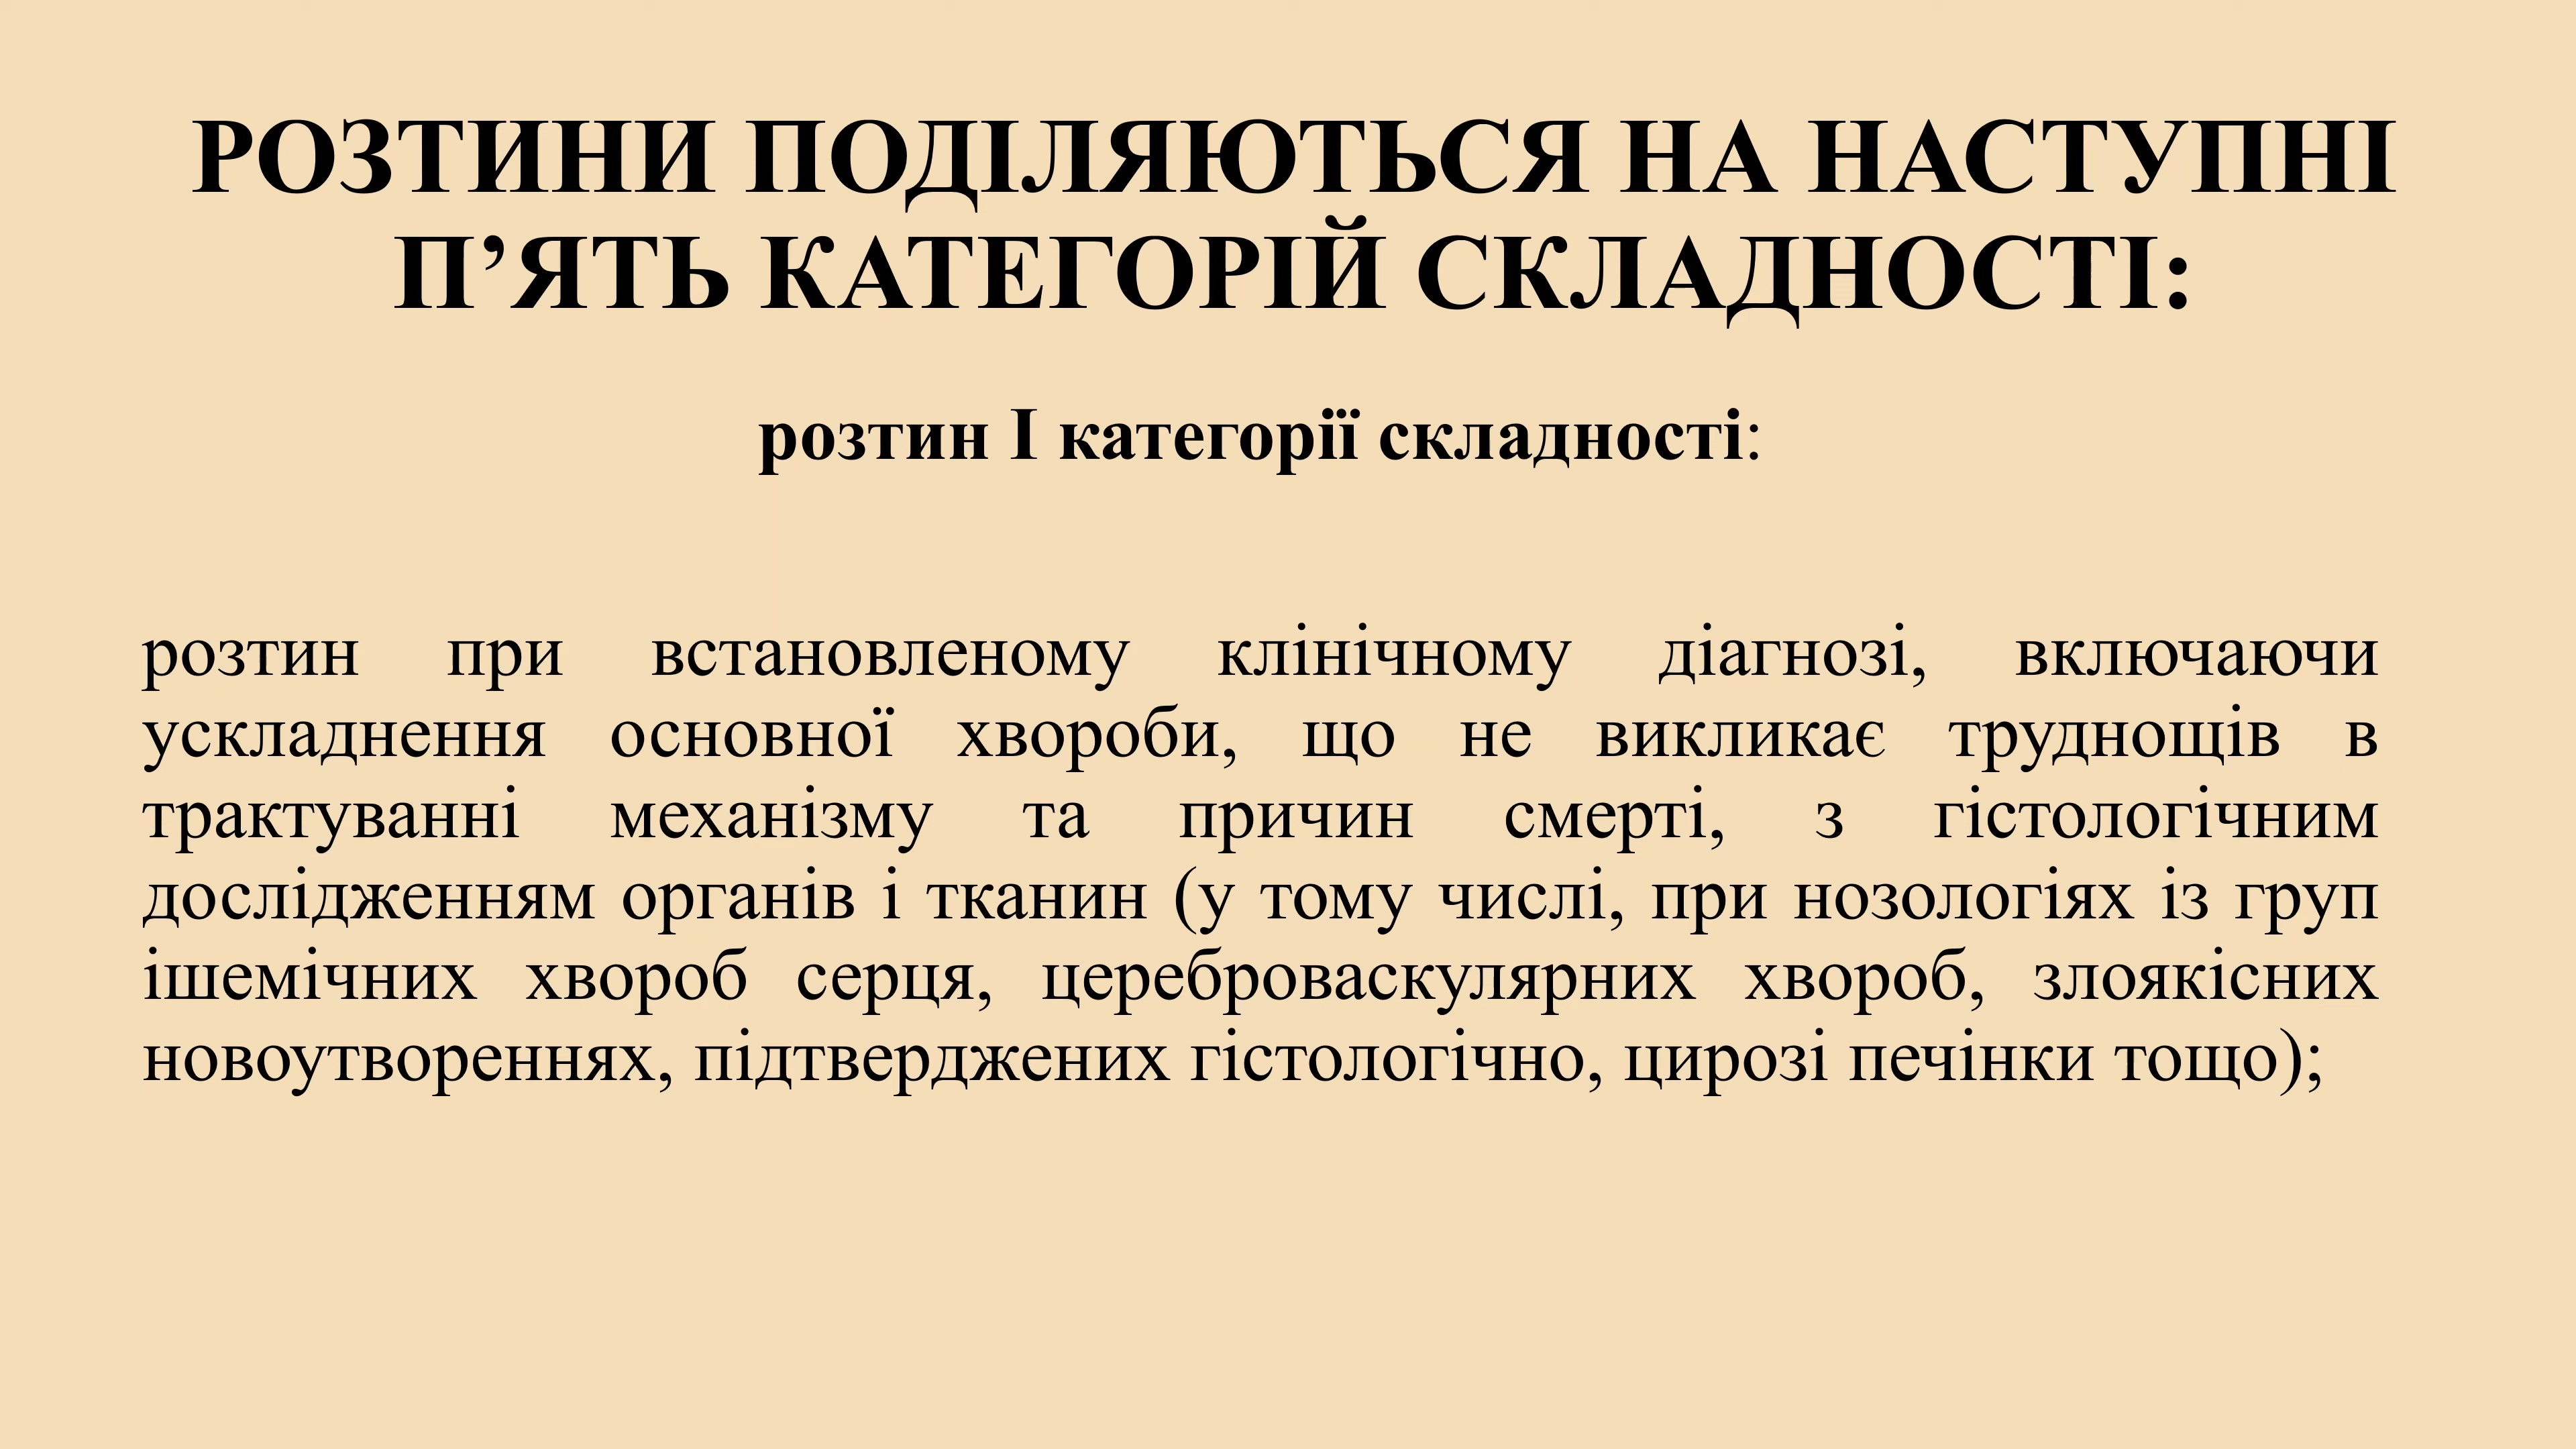 РОЗТИНИ ПОДІЛЯЮТЬСЯ НА НАСТУПНІ
П’ЯТЬ КАТЕГОРІЙ СКЛАДНОСТІ:
розтин І категорії складності:
розтин при встановленому клінічному діагнозі, включаючи
ускладнення основної хвороби, що не викликає труднощів в
трактуванні механізму та причин смерті, з гістологічним
дослідженням органів і тканин (у тому числі, при нозологіях із груп
ішемічних хвороб серця, цереброваскулярних хвороб, злоякісних
новоутвореннях, підтверджених гістологічно, цирозі печінки тощо);